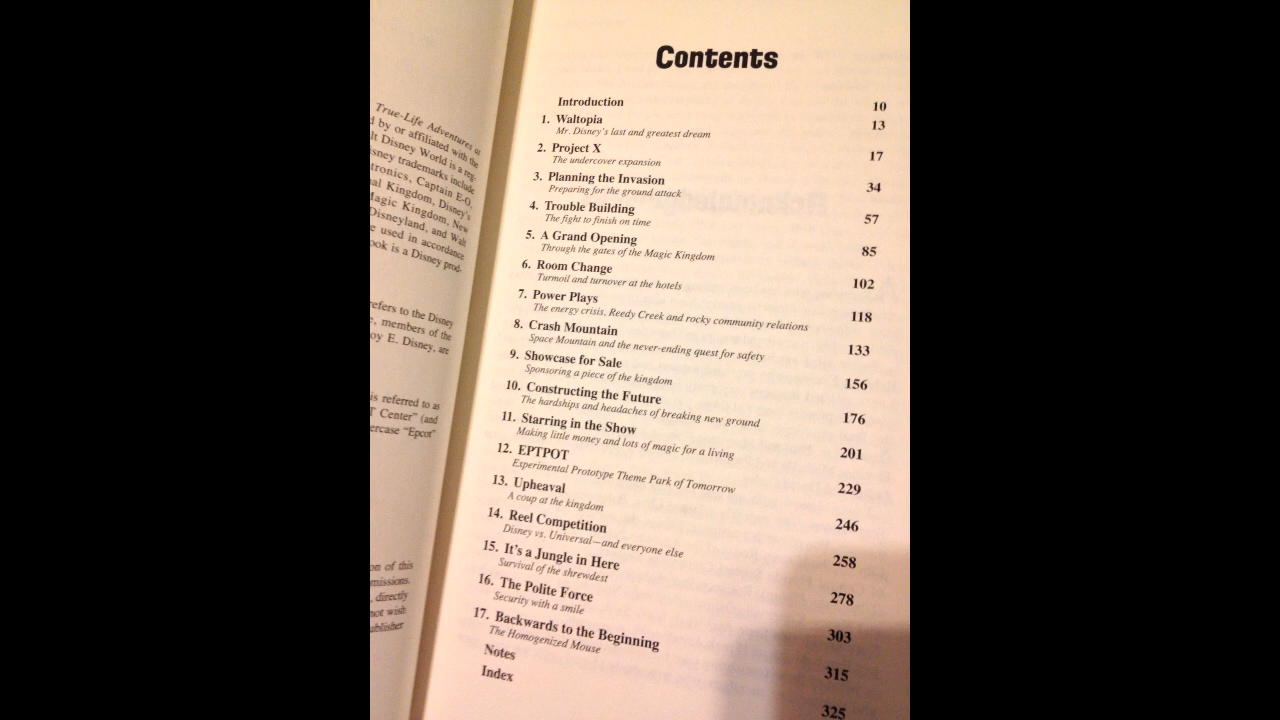 True-Life Adventures
by or affiliated with the
Disney World is a reg-
trademarks include
Captain E-O,
Kingdom, Disney's
Magic Kingdom, New
Disneyland, and Walt
used in accordance
book is a Disney prod-
refers to the Disney
members of the
E. Disney, are
is referred to as
Center" (and
"Epcot"
on of this
directly
not wish
Contents
Introduction 10
1. Waltopia 13
Mr. Disney's last and greatest dream
2. Project X 17
The undercover expansion
3. Planning the Invasion 34
Preparing for the ground attack
4. Trouble Building 57
The fight to finish on time
5. A Grand Opening 85
Through the gates of the Magic Kingdom
6. Room Change 102
Turmoil and turnover at the hotels
7. Power Plays 118
The energy crisis, Reedy Creek and rocky community relations
8. Crash Mountain 133
Space Mountain and the never-ending quest for safety
9. Showcase for Sale 156
Sponsoring a piece of the kingdom
10. Constructing the Future 176
The hardships and headaches of breaking new ground
11. Starring in the Show 201
Making little money and lots of magic for a living
12. EPTPOT 229
Experimental Prototype Theme Park of Tomorrow
13. Upheaval 246
A coup at the kingdom
14. Reel Competition 258
Disney vs. Universal—and everyone else
15. It's a Jungle in Here 278
Survival of the shrewdest
16. The Polite Force 303
Security with a smile
17. Backwards to the Beginning 315
The Homogenized Mouse
Notes 325
Index